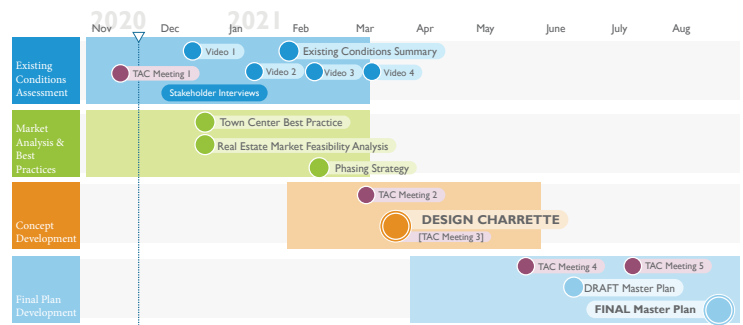 2020 2021
Nov Dec Jan Feb Mar Apr May June July Aug
Existing
Conditions
Assessment
Video 1
Existing Conditions Summary
TAC Meeting 1
Video 2
Video 3
Video 4
Stakeholder Interviews
Market
Analysis &
Best
Practices
Town Center Best Practice
Real Estate Market Feasibility Analysis
Phasing Strategy
Concept
Development
TAC Meeting 2
DESIGN CHARRETTE
[TAC Meeting 3]
Final Plan
Development
TAC Meeting 4
TAC Meeting 5
DRAFT Master Plan
FINAL Master Plan